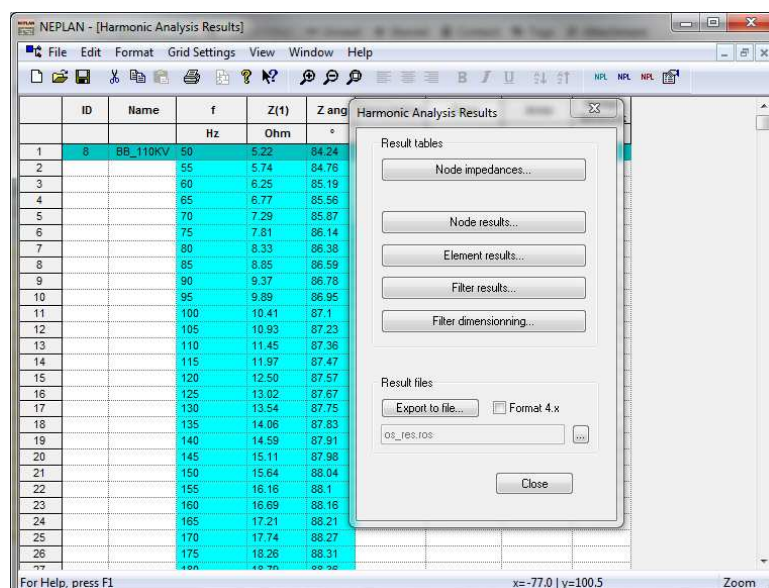 NEPLAN - [Harmonic Analysis Results]
File Edit Format Grid Settings View Window Help
B I U NPL NPL NPL
ID Name f Z(1) Z ang
Hz Ohm °
1 8 BB_110KV 50 5.22 84.24
2 55 5.74 84.76
3 60 6.25 85.19
4 65 6.77 85.56
5 70 7.29 85.87
6 75 7.81 86.14
7 80 8.33 86.38
8 85 8.85 86.59
9 90 9.37 86.78
10 95 9.89 86.95
11 100 10.41 87.1
12 105 10.93 87.23
13 110 11.45 87.36
14 115 11.97 87.47
15 120 12.50 87.57
16 125 13.02 87.67
17 130 13.54 87.75
18 135 14.06 87.83
19 140 14.59 87.91
20 145 15.11 87.98
21 150 15.64 88.04
22 155 16.16 88.1
23 160 16.69 88.16
24 165 17.21 88.21
25 170 17.74 88.27
26 175 18.26 88.31
27 180 18.79 88.36
Harmonic Analysis Results
Result tables
Node impedances...
Node results...
Element results...
Filter results...
Filter dimensionning...
Result files
Export to file... Format 4.x
os_res.ros ...
Close
For Help, press F1 x=-77.0 | y=100.5 Zoom